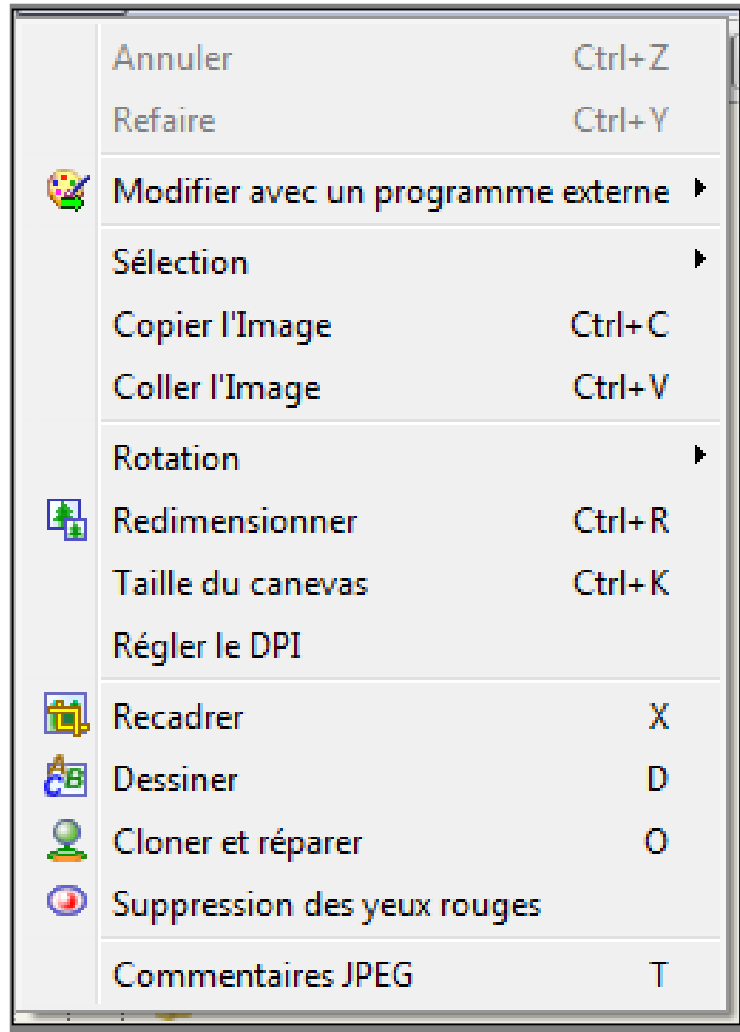 Annuler Ctrl+Z
Refaire Ctrl+Y
Modifier avec un programme externe
Sélection
Copier l'Image Ctrl+C
Coller l'Image Ctrl+V
Rotation
Redimensionner Ctrl+R
Taille du canevas Ctrl+K
Régler le DPI
Recadrer X
Dessiner D
Cloner et réparer O
Suppression des yeux rouges
Commentaires JPEG T